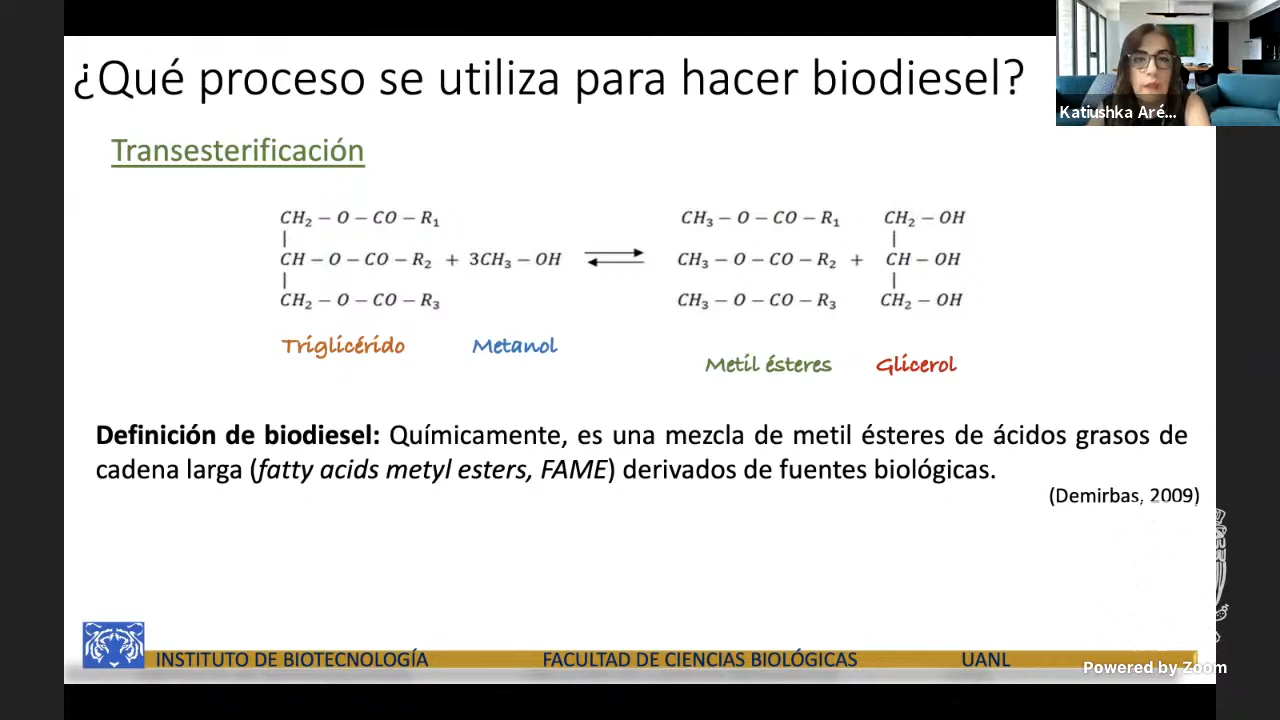 ¿Qué proceso se utiliza para hacer biodiesel?
Katiushka Aré...
Transesterificación
CH₂ − O − CO − R₁
|
CH − O − CO − R₂ + 3CH₃ − OH
|
CH₂ − O − CO − R₃
CH₃ − O − CO − R₁
CH₃ − O − CO − R₂ +
CH₃ − O − CO − R₃
CH₂ − OH
|
CH − OH
|
CH₂ − OH
Triglicérido
Metanol
Metil ésteres
Glicerol
Definición de biodiesel: Químicamente, es una mezcla de metil ésteres de ácidos grasos de
cadena larga (fatty acids metyl esters, FAME) derivados de fuentes biológicas.
(Demirbas, 2009)
INSTITUTO DE BIOTECNOLOGÍA FACULTAD DE CIENCIAS BIOLÓGICAS UANL
Powered by Zoom